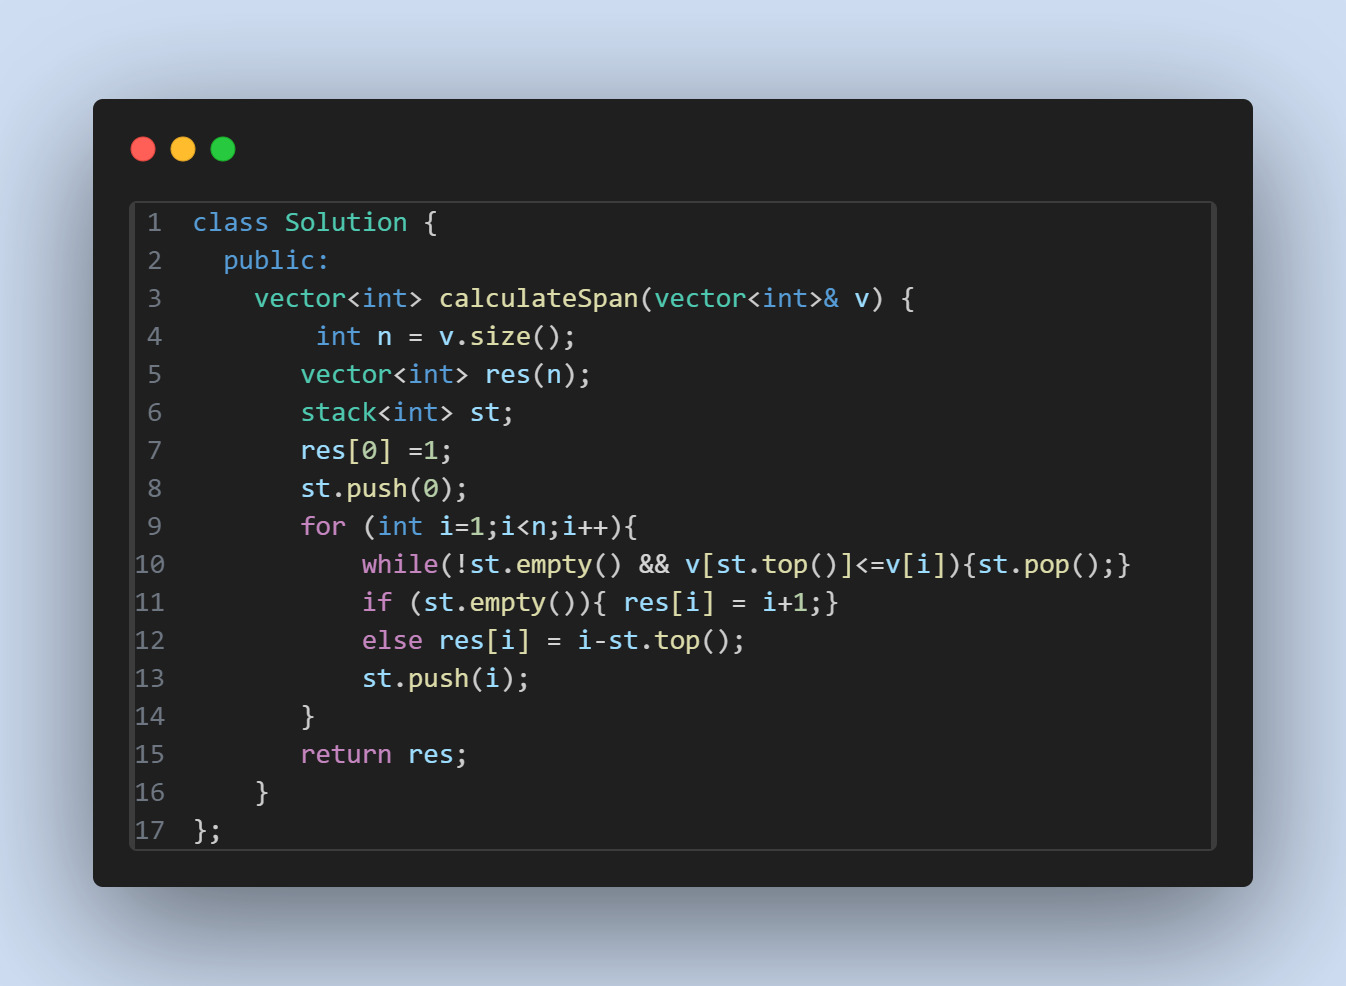 1 class Solution {
2   public:
3     vector<int> calculateSpan(vector<int>& v) {
4         int n = v.size();
5        vector<int> res(n);
6        stack<int> st;
7        res[0] =1;
8        st.push(0);
9        for (int i=1;i<n;i++){
10            while(!st.empty() && v[st.top()]<=v[i]){st.pop();}
11            if (st.empty()){ res[i] = i+1;}
12            else res[i] = i-st.top();
13            st.push(i);
14        }
15        return res;
16     }
17 };